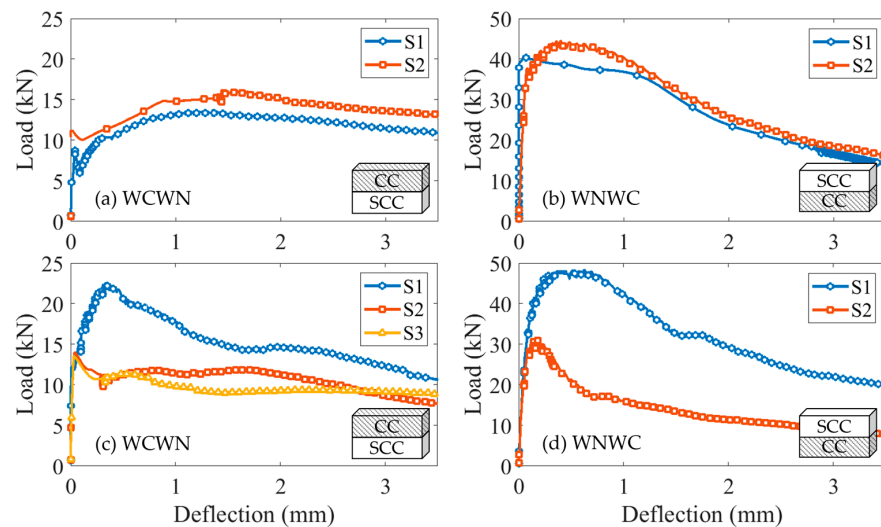 25
20
15
10
5
0
Load (kN)
S1
S2
(a) WCWN
CC
SCC
0 1 2 3
50
40
30
20
10
0
Load (kN)
S1
S2
(b) WNWC
SCC
CC
0 1 2 3
25
20
15
10
5
0
Load (kN)
S1
S2
S3
(c) WCWN
CC
SCC
0 1 2 3
Deflection (mm)
50
40
30
20
10
0
Load (kN)
S1
S2
(d) WNWC
SCC
CC
0 1 2 3
Deflection (mm)